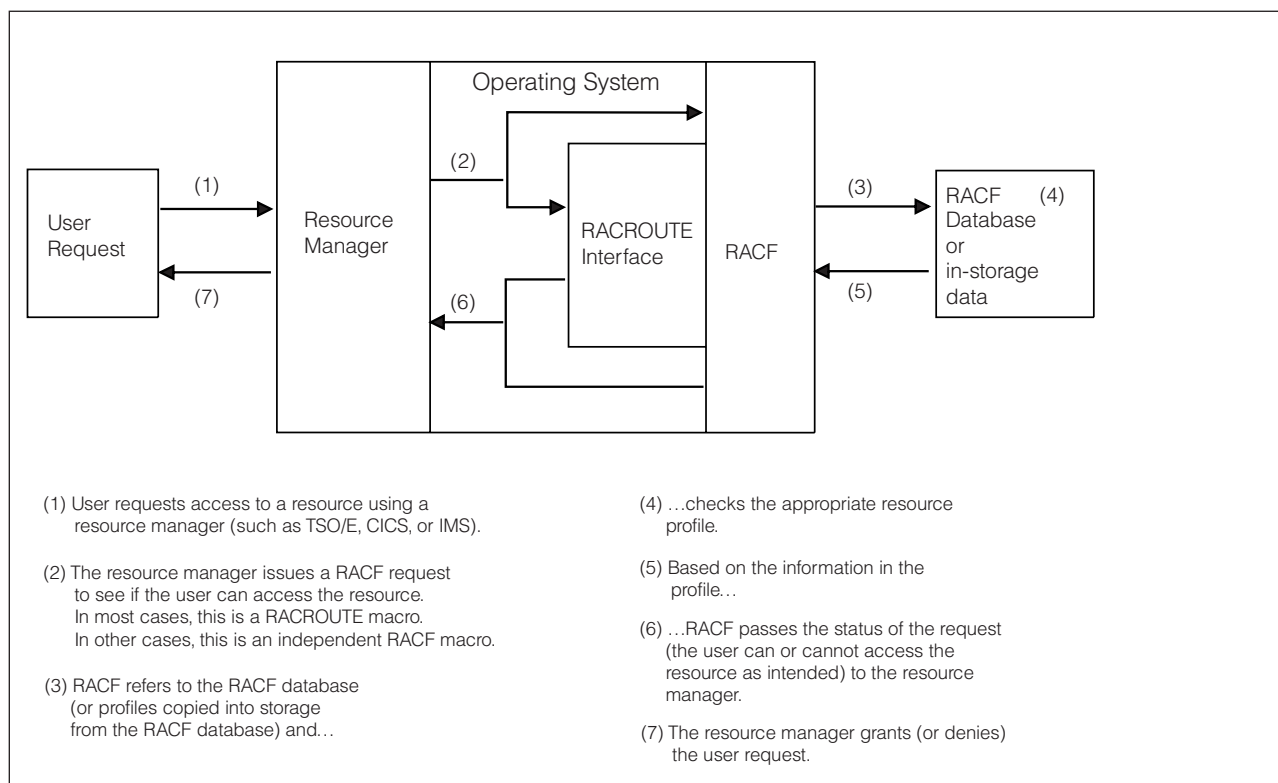 Operating System
(1)
User
Request
(7)
Resource
Manager
(2)
(6)
RACROUTE
Interface
RACF
(3)
(5)
RACF (4)
Database
or
in-storage
data
(1) User requests access to a resource using a
resource manager (such as TSO/E, CICS, or IMS).
(2) The resource manager issues a RACF request
to see if the user can access the resource.
In most cases, this is a RACROUTE macro.
In other cases, this is an independent RACF macro.
(3) RACF refers to the RACF database
(or profiles copied into storage
from the RACF database) and…
(4) …checks the appropriate resource
profile.
(5) Based on the information in the
profile…
(6) …RACF passes the status of the request
(the user can or cannot access the
resource as intended) to the resource
manager.
(7) The resource manager grants (or denies)
the user request.